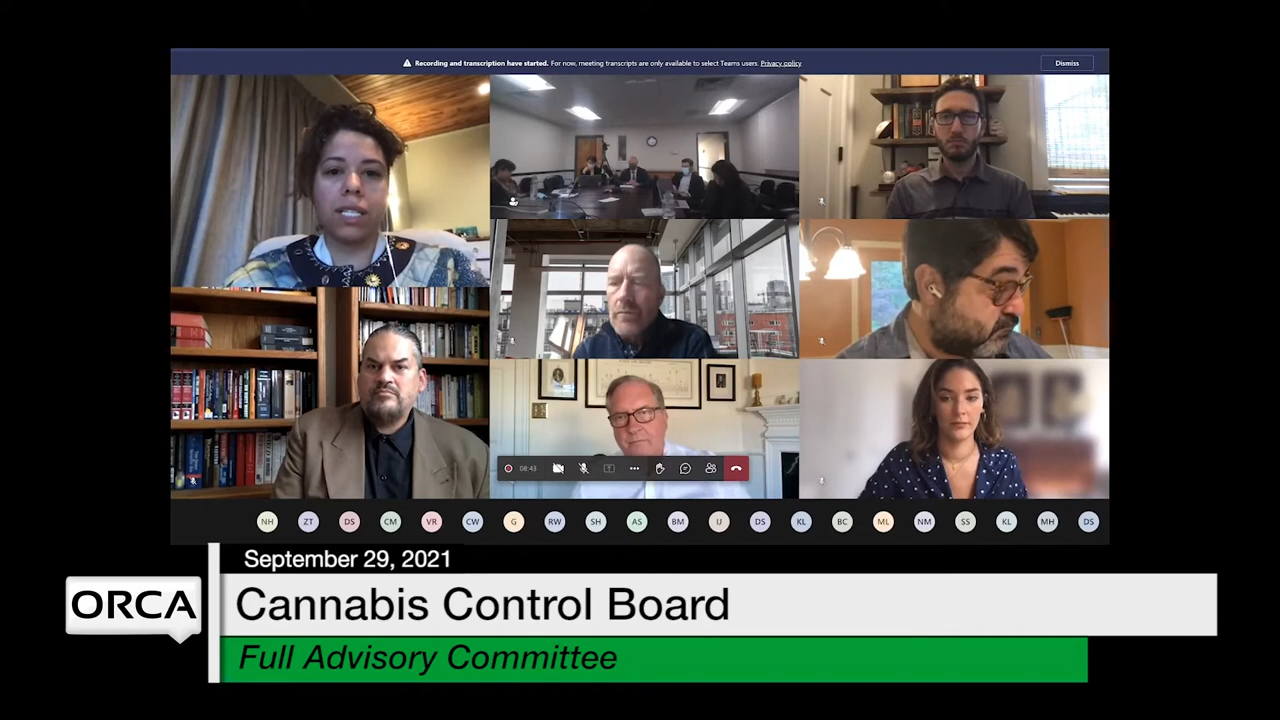 Recording and transcription have started. For now, meeting transcripts are only available to select Teams users. Privacy policy
Dismiss
08:43
NH ZT DS CM VR CW G RW SH AS BM IJ DS KL BC ML NM SS KL MH DS
September 29, 2021
ORCA
Cannabis Control Board
Full Advisory Committee